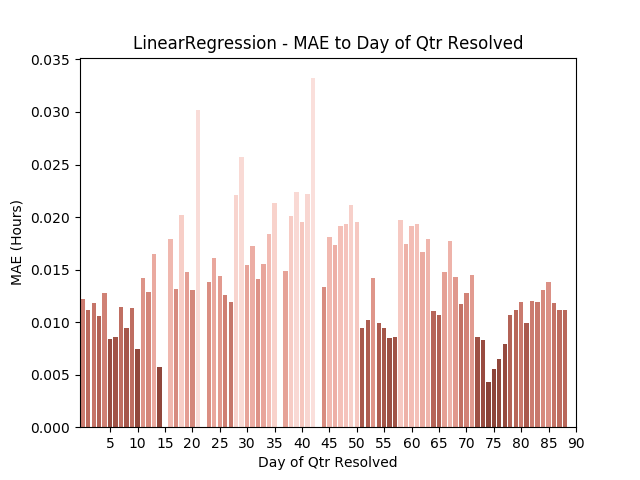 LinearRegression - MAE to Day of Qtr Resolved
0.035
0.030
0.025
0.020
0.015
0.010
0.005
0.000
MAE (Hours)
5 10 15 20 25 30 35 40 45 50 55 60 65 70 75 80 85 90
Day of Qtr Resolved